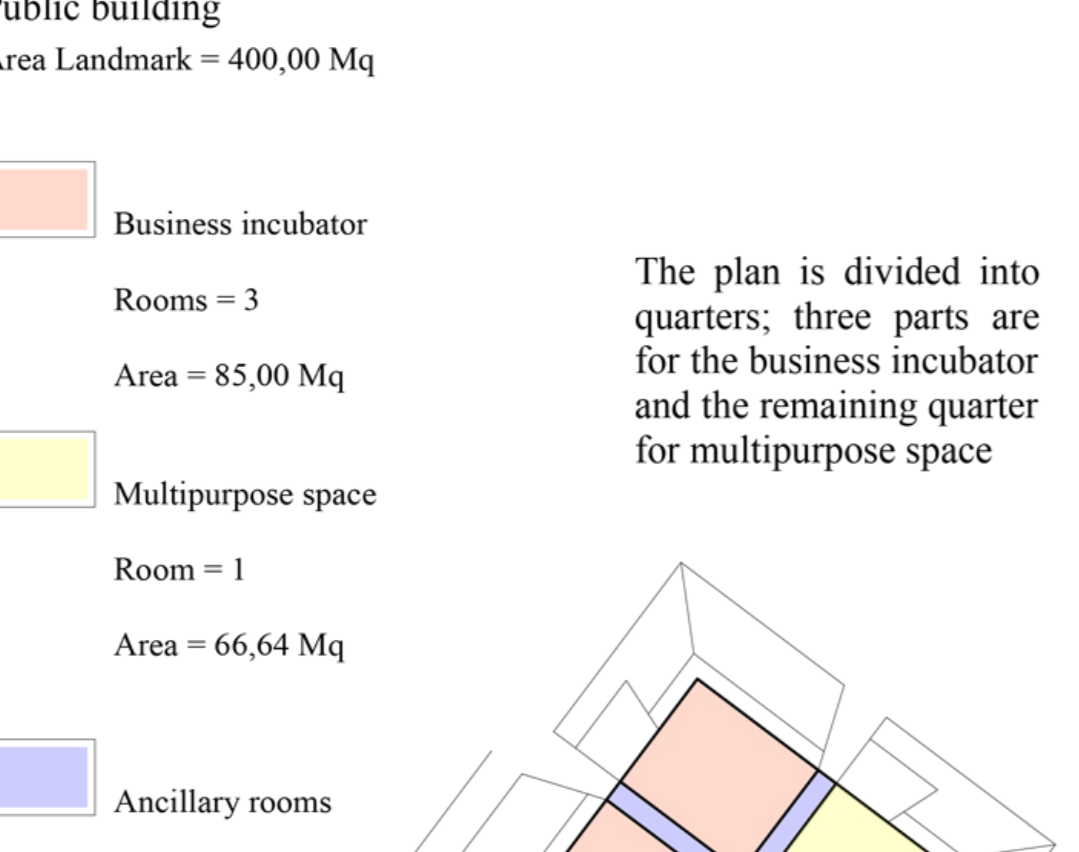 Public building
Area Landmark = 400,00 Mq
Business incubator
Rooms = 3
Area = 85,00 Mq
Multipurpose space
Room = 1
Area = 66,64 Mq
Ancillary rooms
The plan is divided into
quarters; three parts are
for the business incubator
and the remaining quarter
for multipurpose space